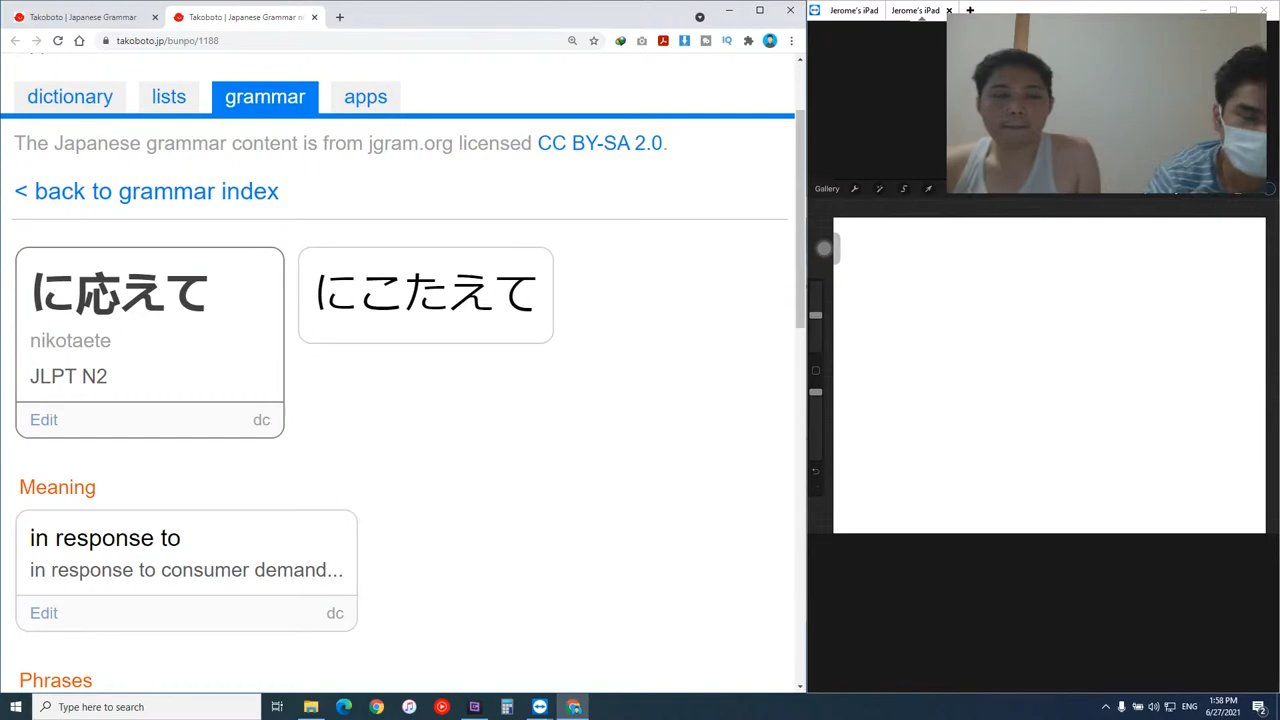 Takoboto | Japanese Grammar
Takoboto | Japanese Grammar n
takoboto.jp/bunpo/1188
IQ
dictionary
lists
grammar
apps
The Japanese grammar content is from jgram.org licensed CC BY-SA 2.0.
< back to grammar index
に応えて
nikotaete
JLPT N2
Edit
dc
にこたえて
Meaning
in response to
in response to consumer demand...
Edit
dc
Phrases
Jerome's iPad
Jerome's iPad
Gallery
Type here to search
ENG
1:58 PM
6/27/2021
2